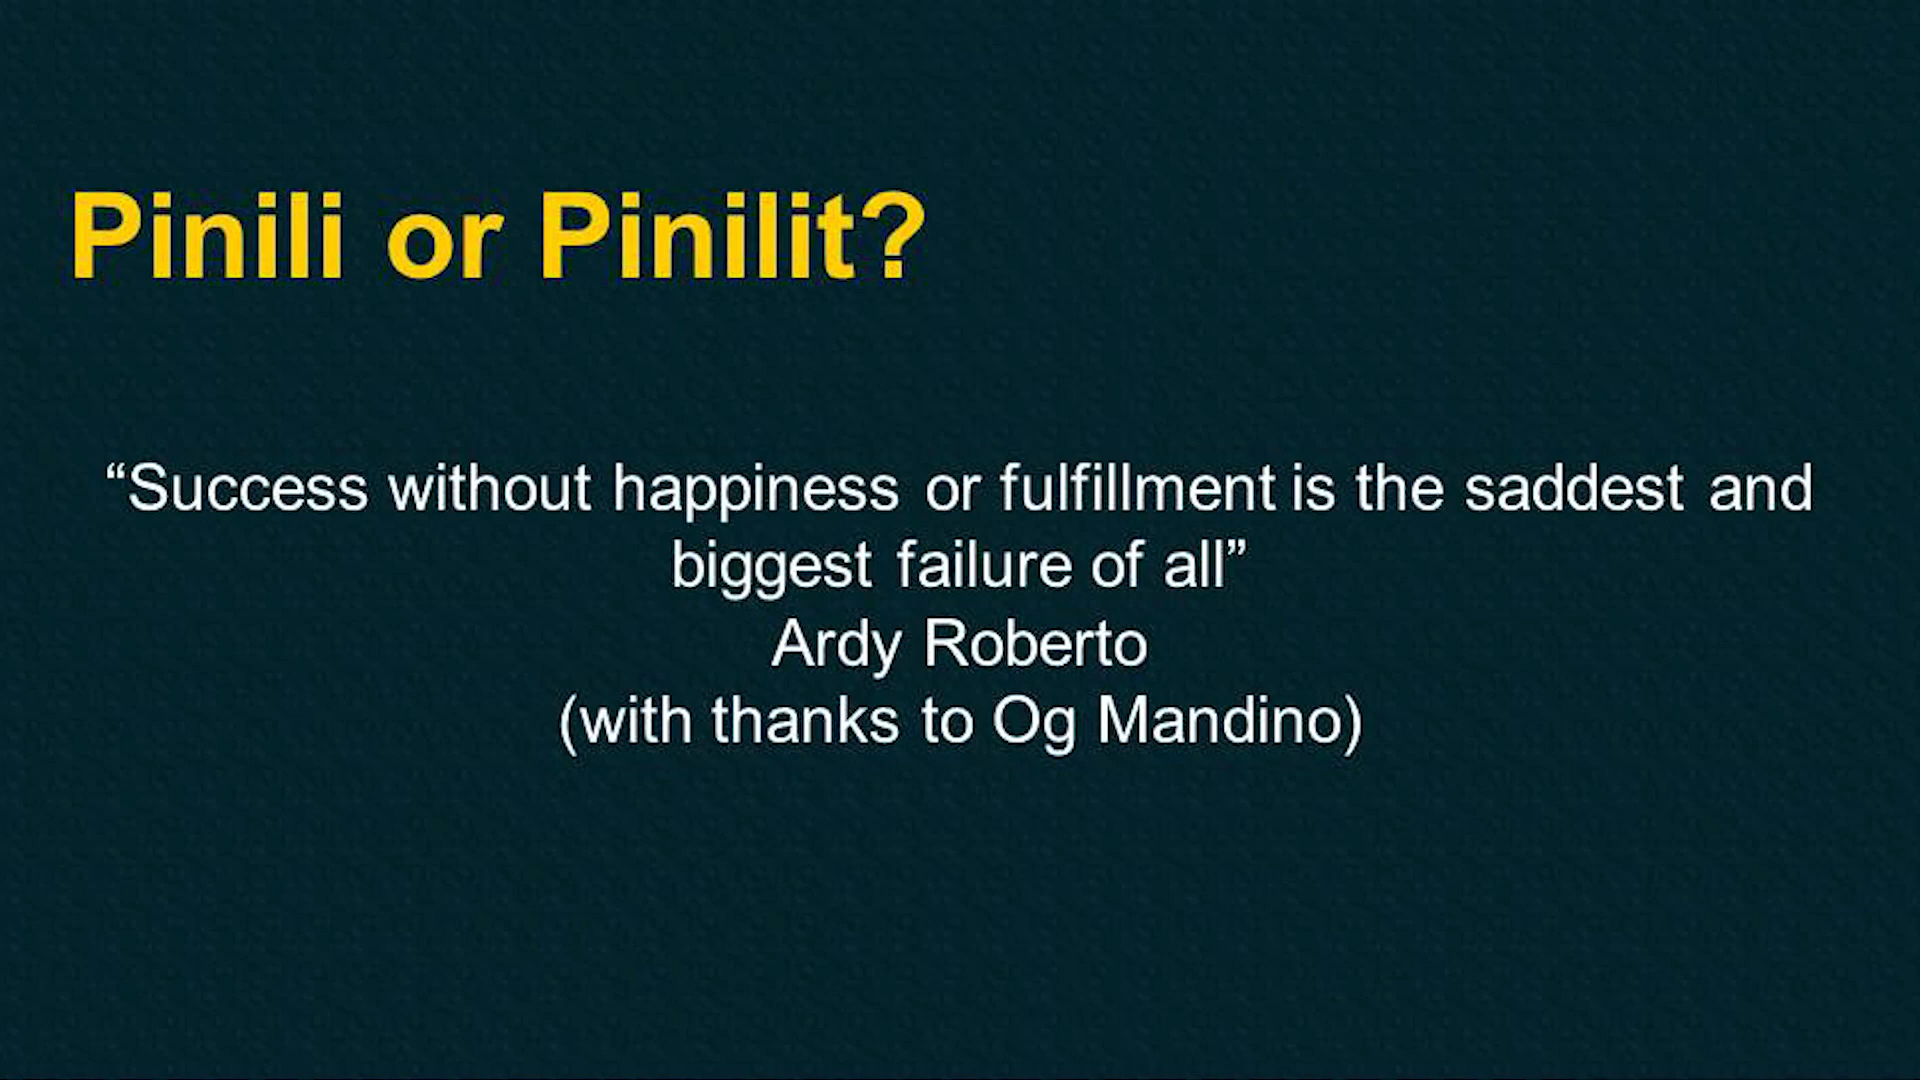 Pinili or Pinilit?
“Success without happiness or fulfillment is the saddest and
biggest failure of all”
Ardy Roberto
(with thanks to Og Mandino)